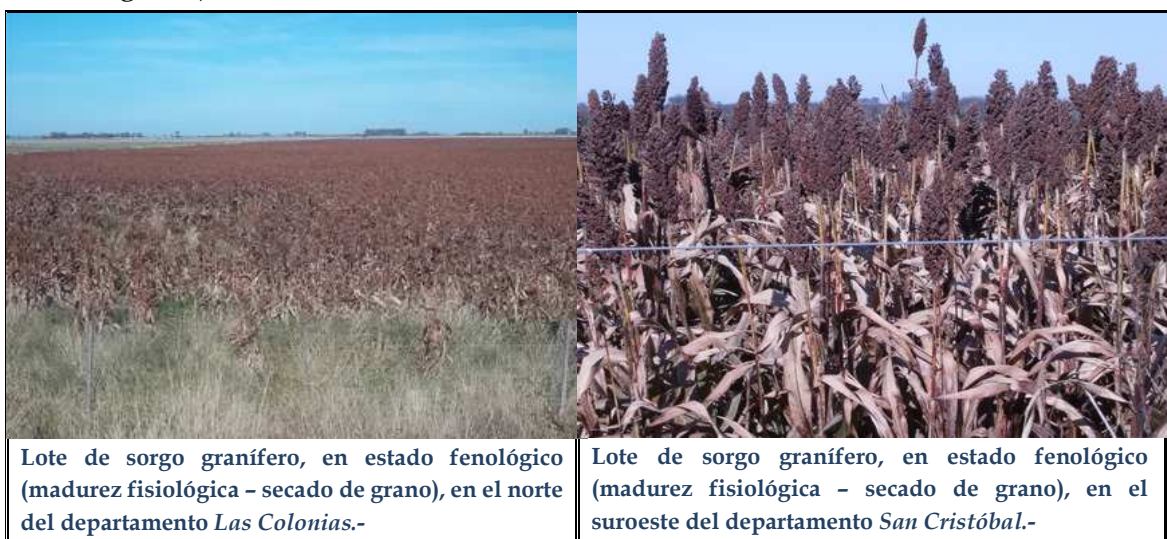 Lote de sorgo granífero, en estado fenológico
(madurez fisiológica – secado de grano), en el norte
del departamento Las Colonias.-
Lote de sorgo granífero, en estado fenológico
(madurez fisiológica – secado de grano), en el
suroeste del departamento San Cristóbal.-